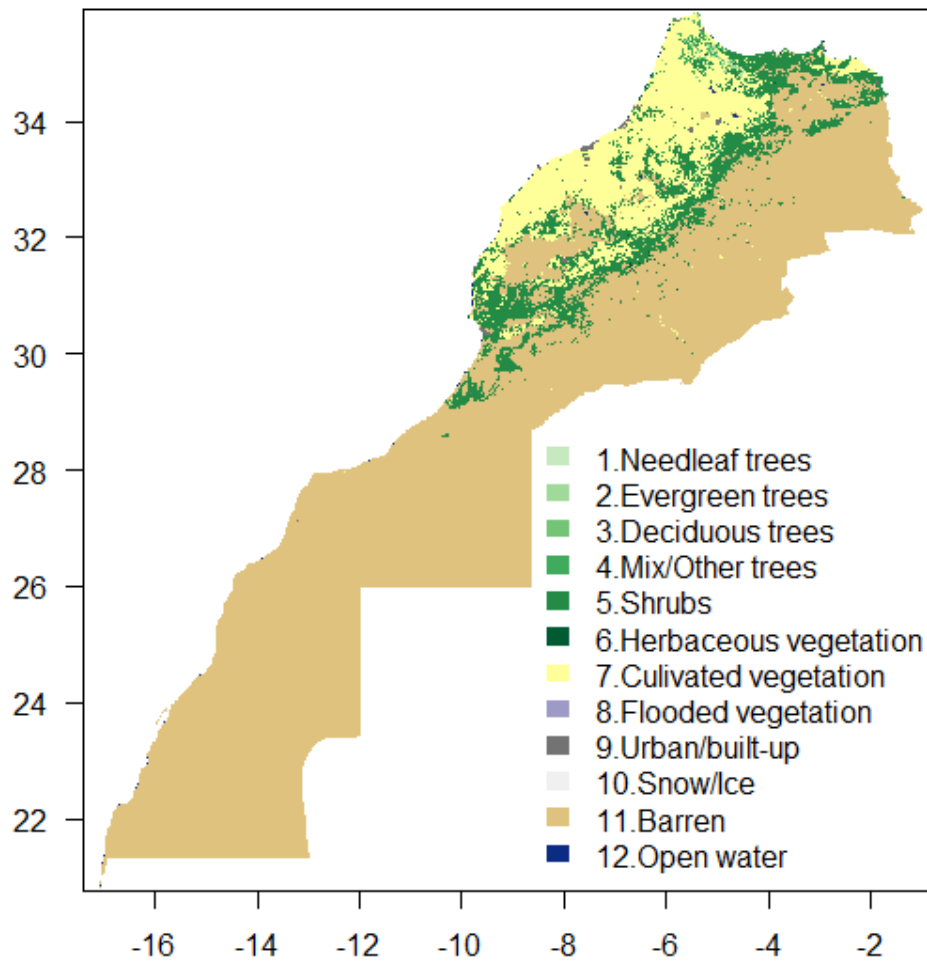 34
32
30
28
26
24
22
1.Needleaf trees
2.Evergreen trees
3.Deciduous trees
4.Mix/Other trees
5.Shrubs
6.Herbaceous vegetation
7.Culivated vegetation
8.Flooded vegetation
9.Urban/built-up
10.Snow/Ice
11.Barren
12.Open water
-16 -14 -12 -10 -8 -6 -4 -2